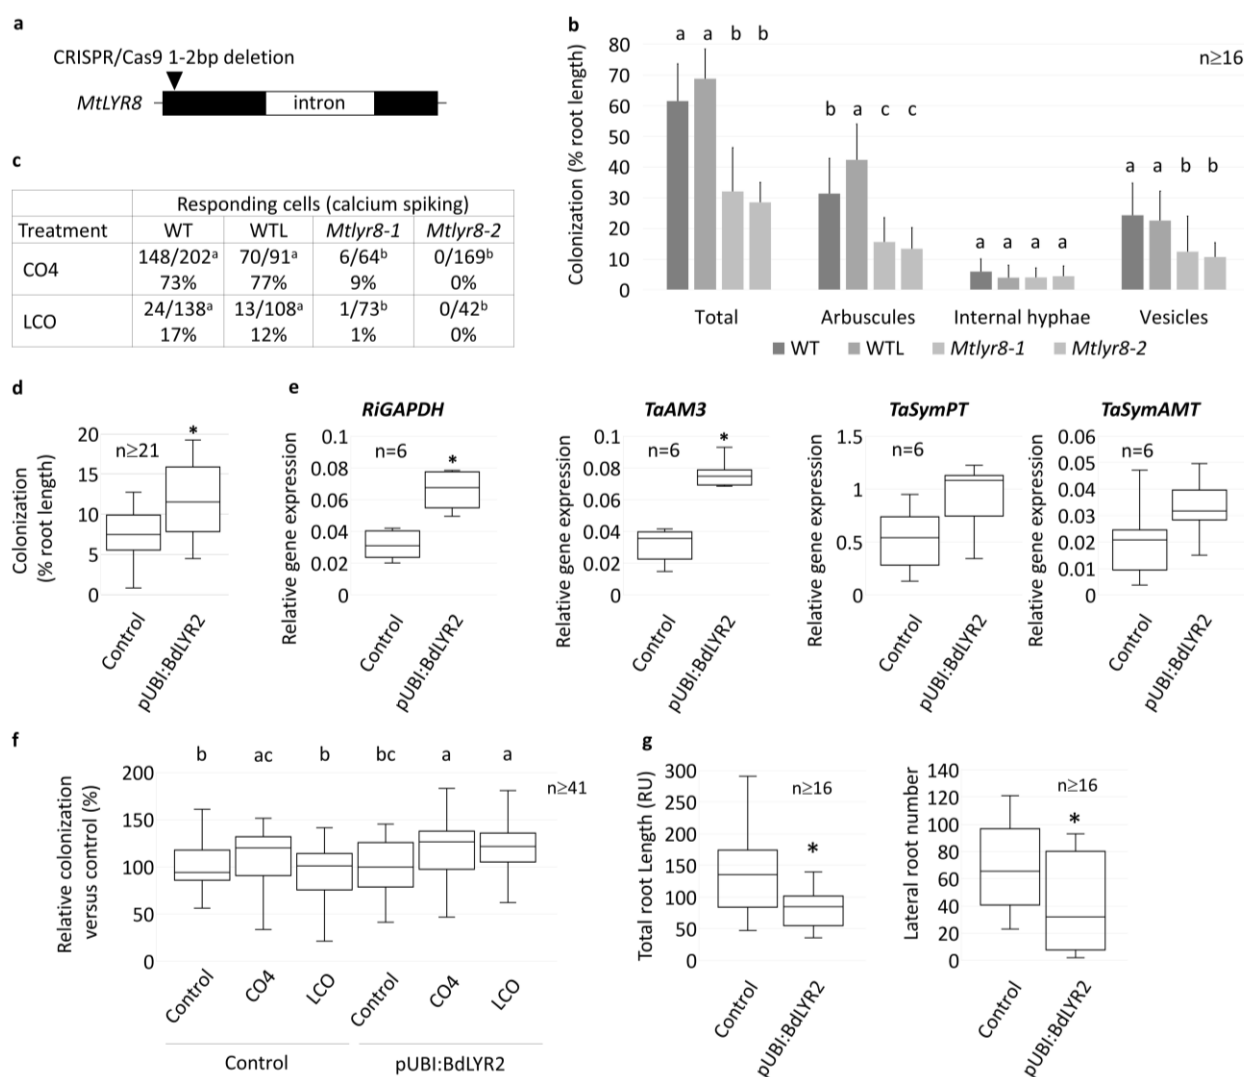 a
CRISPR/Cas9 1-2bp deletion
MtLYR8
intron
b
Colonization (% root length)
80
70
60
50
40
30
20
10
0
a a b b
b a c c
a a a a
a a b b
n≥16
Total Arbuscules Internal hyphae Vesicles
WT WTL Mtlyr8-1 Mtlyr8-2
c
Responding cells (calcium spiking)
Treatment WT WTL Mtlyr8-1 Mtlyr8-2
CO4 148/202ᵃ 70/91ᵃ 6/64ᵇ 0/169ᵇ
73% 77% 9% 0%
LCO 24/138ᵃ 13/108ᵃ 1/73ᵇ 0/42ᵇ
17% 12% 1% 0%
d
Colonization
(% root length)
20
15
10
5
0
n≥21
*
Control
pUBI:BdLYR2
e
RiGAPDH
Relative gene expression
0.1
0.08
0.06
0.04
0.02
0
n=6
*
Control
pUBI:BdLYR2
TaAM3
Relative gene expression
0.1
0.08
0.06
0.04
0.02
0
n=6
*
Control
pUBI:BdLYR2
TaSymPT
Relative gene expression
1.5
1
0.5
0
n=6
Control
pUBI:BdLYR2
TaSymAMT
Relative gene expression
0.06
0.05
0.04
0.03
0.02
0.01
0
n=6
Control
pUBI:BdLYR2
f
Relative colonization
versus control (%)
200
150
100
50
0
b ac b bc a a
n≥41
Control CO4 LCO Control CO4 LCO
Control pUBI:BdLYR2
g
Total root Length (RU)
300
250
200
150
100
50
0
n≥16
*
Control
pUBI:BdLYR2
Lateral root number
140
120
100
80
60
40
20
0
n≥16
*
Control
pUBI:BdLYR2